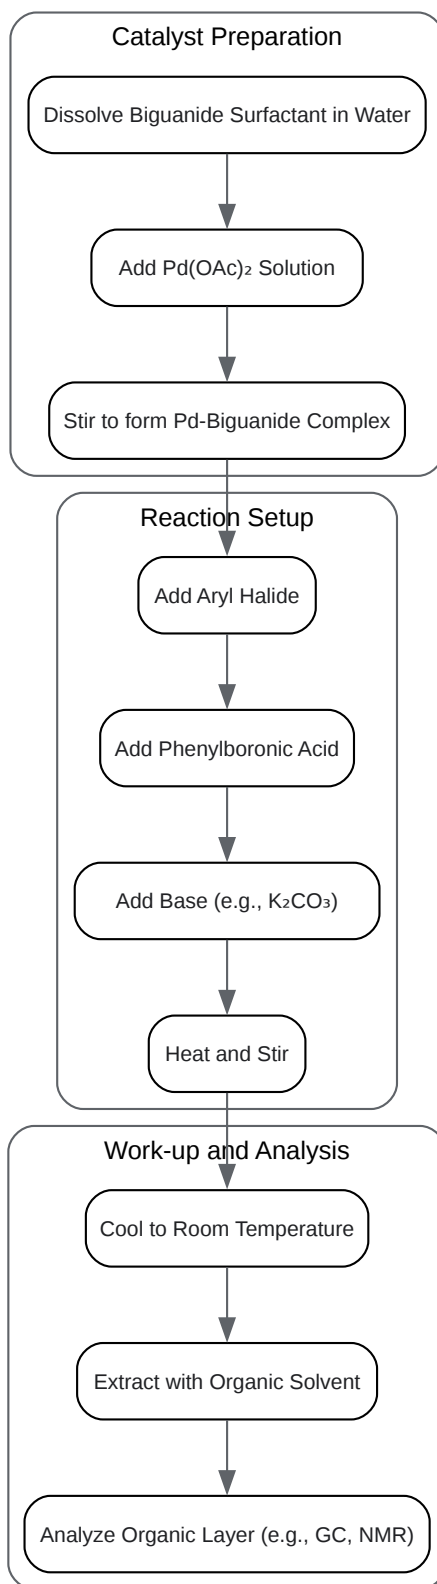 Catalyst Preparation
Dissolve Biguanide Surfactant in Water
Add Pd(OAc)₂ Solution
Stir to form Pd-Biguanide Complex
Reaction Setup
Add Aryl Halide
Add Phenylboronic Acid
Add Base (e.g., K₂CO₃)
Heat and Stir
Work-up and Analysis
Cool to Room Temperature
Extract with Organic Solvent
Analyze Organic Layer (e.g., GC, NMR)